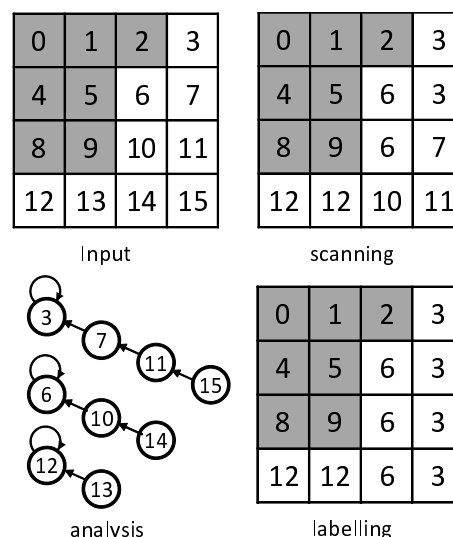 0 1 2 3
4 5 6 7
8 9 10 11
12 13 14 15
Input
0 1 2 3
4 5 6 3
8 9 6 7
12 12 10 11
scanning
3
7
11
15
6
10
14
12
13
analysis
0 1 2 3
4 5 6 3
8 9 6 3
12 12 6 3
labelling